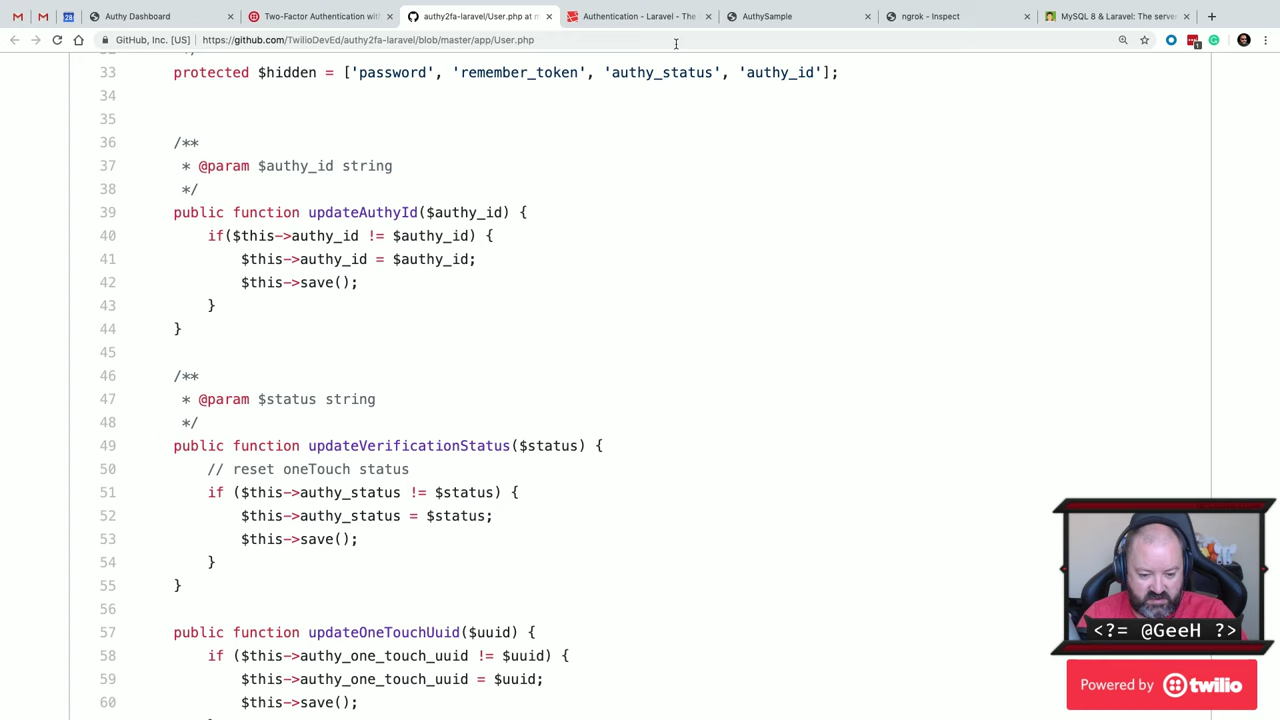 Authy Dashboard
Two-Factor Authentication with
authy2fa-laravel/User.php at m
Authentication - Laravel - The
AuthySample
ngrok - Inspect
MySQL 8 & Laravel: The server
28
GitHub, Inc. [US]
https://github.com/TwilioDevEd/authy2fa-laravel/blob/master/app/User.php
1
33 protected $hidden = ['password', 'remember_token', 'authy_status', 'authy_id'];
34
35
36 /**
37 * @param $authy_id string
38 */
39 public function updateAuthyId($authy_id) {
40 if($this->authy_id != $authy_id) {
41 $this->authy_id = $authy_id;
42 $this->save();
43 }
44 }
45
46 /**
47 * @param $status string
48 */
49 public function updateVerificationStatus($status) {
50 // reset oneTouch status
51 if ($this->authy_status != $status) {
52 $this->authy_status = $status;
53 $this->save();
54 }
55 }
56
57 public function updateOneTouchUuid($uuid) {
58 if ($this->authy_one_touch_uuid != $uuid) {
59 $this->authy_one_touch_uuid = $uuid;
60 $this->save();
<?= @GeeH ?>
Powered by twilio